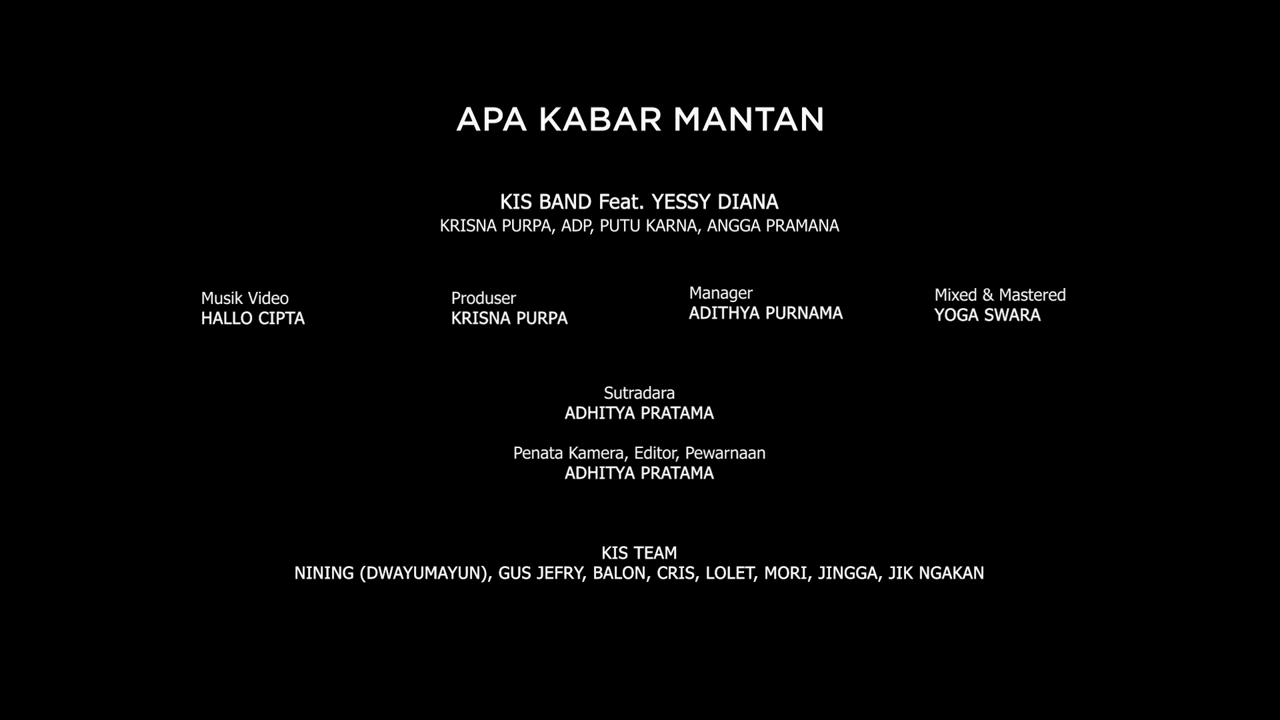 APA KABAR MANTAN
KIS BAND Feat. YESSY DIANA
KRISNA PURPA, ADP, PUTU KARNA, ANGGA PRAMANA
Musik Video
HALLO CIPTA
Produser
KRISNA PURPA
Manager
ADITHYA PURNAMA
Mixed & Mastered
YOGA SWARA
Sutradara
ADHITYA PRATAMA
Penata Kamera, Editor, Pewarnaan
ADHITYA PRATAMA
KIS TEAM
NINING (DWAYUMAYUN), GUS JEFRY, BALON, CRIS, LOLET, MORI, JINGGA, JIK NGAKAN